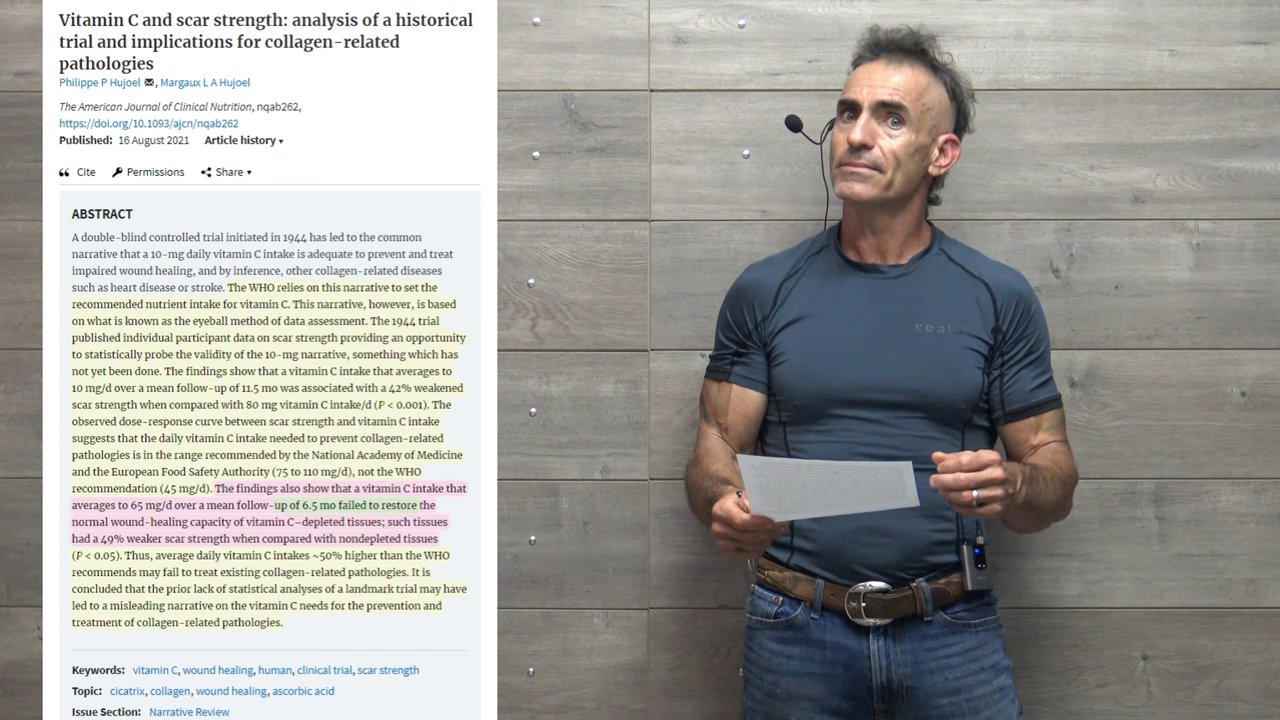 Vitamin C and scar strength: analysis of a historical
trial and implications for collagen-related
pathologies
Philippe P Hujoel , Margaux L A Hujoel
The American Journal of Clinical Nutrition, nqab262,
https://doi.org/10.1093/ajcn/nqab262
Published: 16 August 2021 Article history
Cite Permissions Share
ABSTRACT
A double-blind controlled trial initiated in 1944 has led to the common
narrative that a 10-mg daily vitamin C intake is adequate to prevent and treat
impaired wound healing, and by inference, other collagen-related diseases
such as heart disease or stroke. The WHO relies on this narrative to set the
recommended nutrient intake for vitamin C. This narrative, however, is based
on what is known as the eyeball method of data assessment. The 1944 trial
published individual participant data on scar strength providing an opportunity
to statistically probe the validity of the 10-mg narrative, something which has
not yet been done. The findings show that a vitamin C intake that averages to
10 mg/d over a mean follow-up of 11.5 mo was associated with a 42% weakened
scar strength when compared with 80 mg vitamin C intake/d (P < 0.001). The
observed dose-response curve between scar strength and vitamin C intake
suggests that the daily vitamin C intake needed to prevent collagen-related
pathologies is in the range recommended by the National Academy of Medicine
and the European Food Safety Authority (75 to 110 mg/d), not the WHO
recommendation (45 mg/d). The findings also show that a vitamin C intake that
averages to 65 mg/d over a mean follow-up of 6.5 mo failed to restore the
normal wound-healing capacity of vitamin C–depleted tissues; such tissues
had a 49% weaker scar strength when compared with nondepleted tissues
(P < 0.05). Thus, average daily vitamin C intakes ~50% higher than the WHO
recommends may fail to treat existing collagen-related pathologies. It is
concluded that the prior lack of statistical analyses of a landmark trial may have
led to a misleading narrative on the vitamin C needs for the prevention and
treatment of collagen-related pathologies.
Keywords: vitamin C, wound healing, human, clinical trial, scar strength
Topic: cicatrix, collagen, wound healing, ascorbic acid
Issue Section: Narrative Review